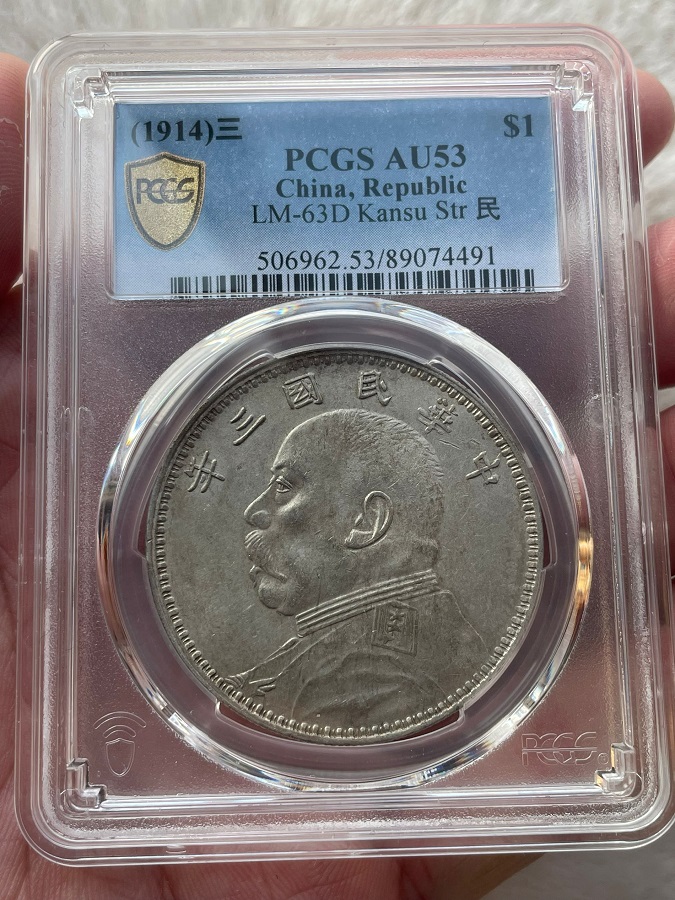 (1914)三 $1
PCGS AU53
PCGS
China, Republic
LM-63D Kansu Str 民
506962.53/89074491
年三國民華中
PCGS